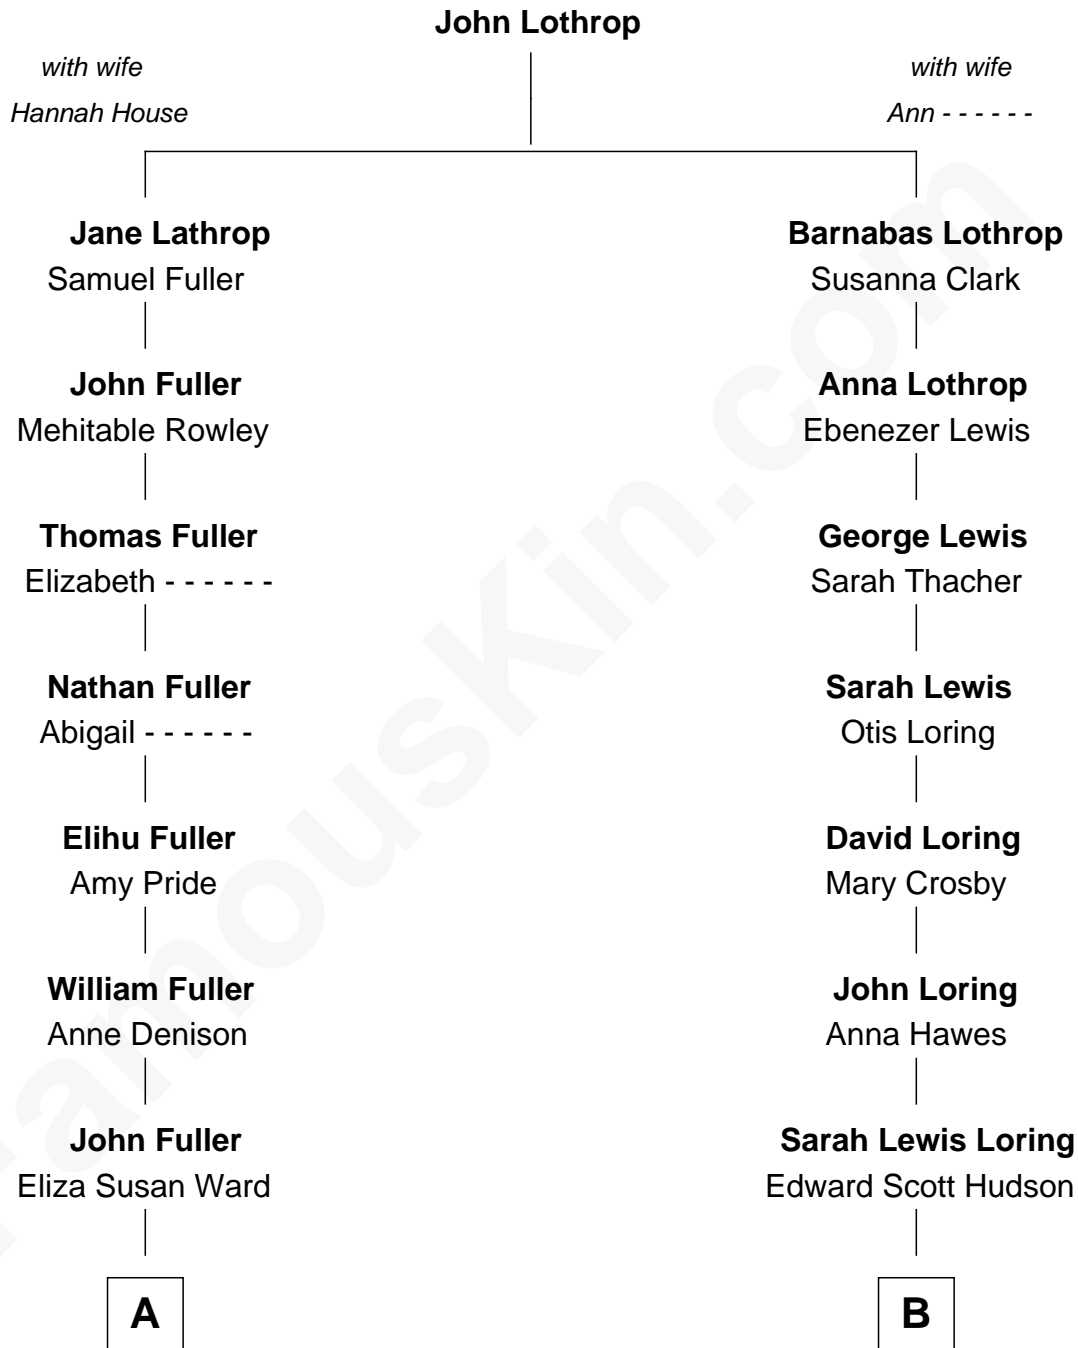 John Lothrop
with wife
Hannah House
with wife
Ann - - - - - -
Jane Lathrop
Samuel Fuller
Barnabas Lothrop
Susanna Clark
John Fuller
Mehitable Rowley
Anna Lothrop
Ebenezer Lewis
Thomas Fuller
Elizabeth - - - - - -
George Lewis
Sarah Thacher
Nathan Fuller
Abigail - - - - - -
Sarah Lewis
Otis Loring
Elihu Fuller
Amy Pride
David Loring
Mary Crosby
William Fuller
Anne Denison
John Loring
Anna Hawes
John Fuller
Eliza Susan Ward
Sarah Lewis Loring
Edward Scott Hudson
A
B
FamousKin.com